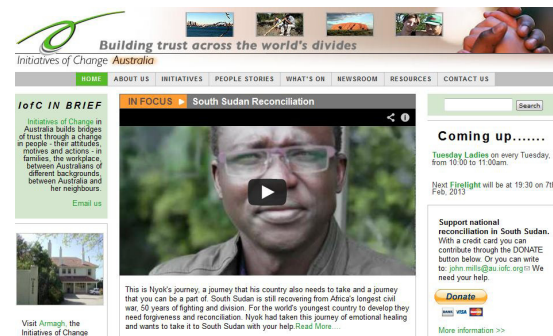 Building trust across the world's divides
Initiatives of Change Australia
HOME
ABOUT US
INITIATIVES
PEOPLE STORIES
WHAT'S ON
NEWSROOM
RESOURCES
CONTACT US
IofC IN BRIEF
Initiatives of Change in
Australia builds bridges
of trust through a change
in people - their attitudes,
motives and actions - in
families, the workplace,
between Australians of
different backgrounds,
between Australia and
her neighbours.
Email us
Visit Armagh, the
Initiatives of Change
IN FOCUS
South Sudan Reconciliation
This is Nyok's journey, a journey that his country also needs to take and a journey
that you can be a part of. South Sudan is still recovering from Africa's longest civil
war, 50 years of fighting and division. For the world's youngest country to develop they
need forgiveness and reconciliation. Nyok had taken this journey of emotional healing
and wants to take it to South Sudan with your help.Read More....
Search
Coming up.......
Tuesday Ladies on every Tuesday,
from 10:00 to 11:00am.
Next Firelight will be at 19:30 on 7th
Feb, 2013
Support national
reconciliation in South Sudan.
With a credit card you can
contribute through the DONATE
button below. Or you can write
to: john.mills@au.iofc.org We
need your help.
Donate
VISA
More information >>